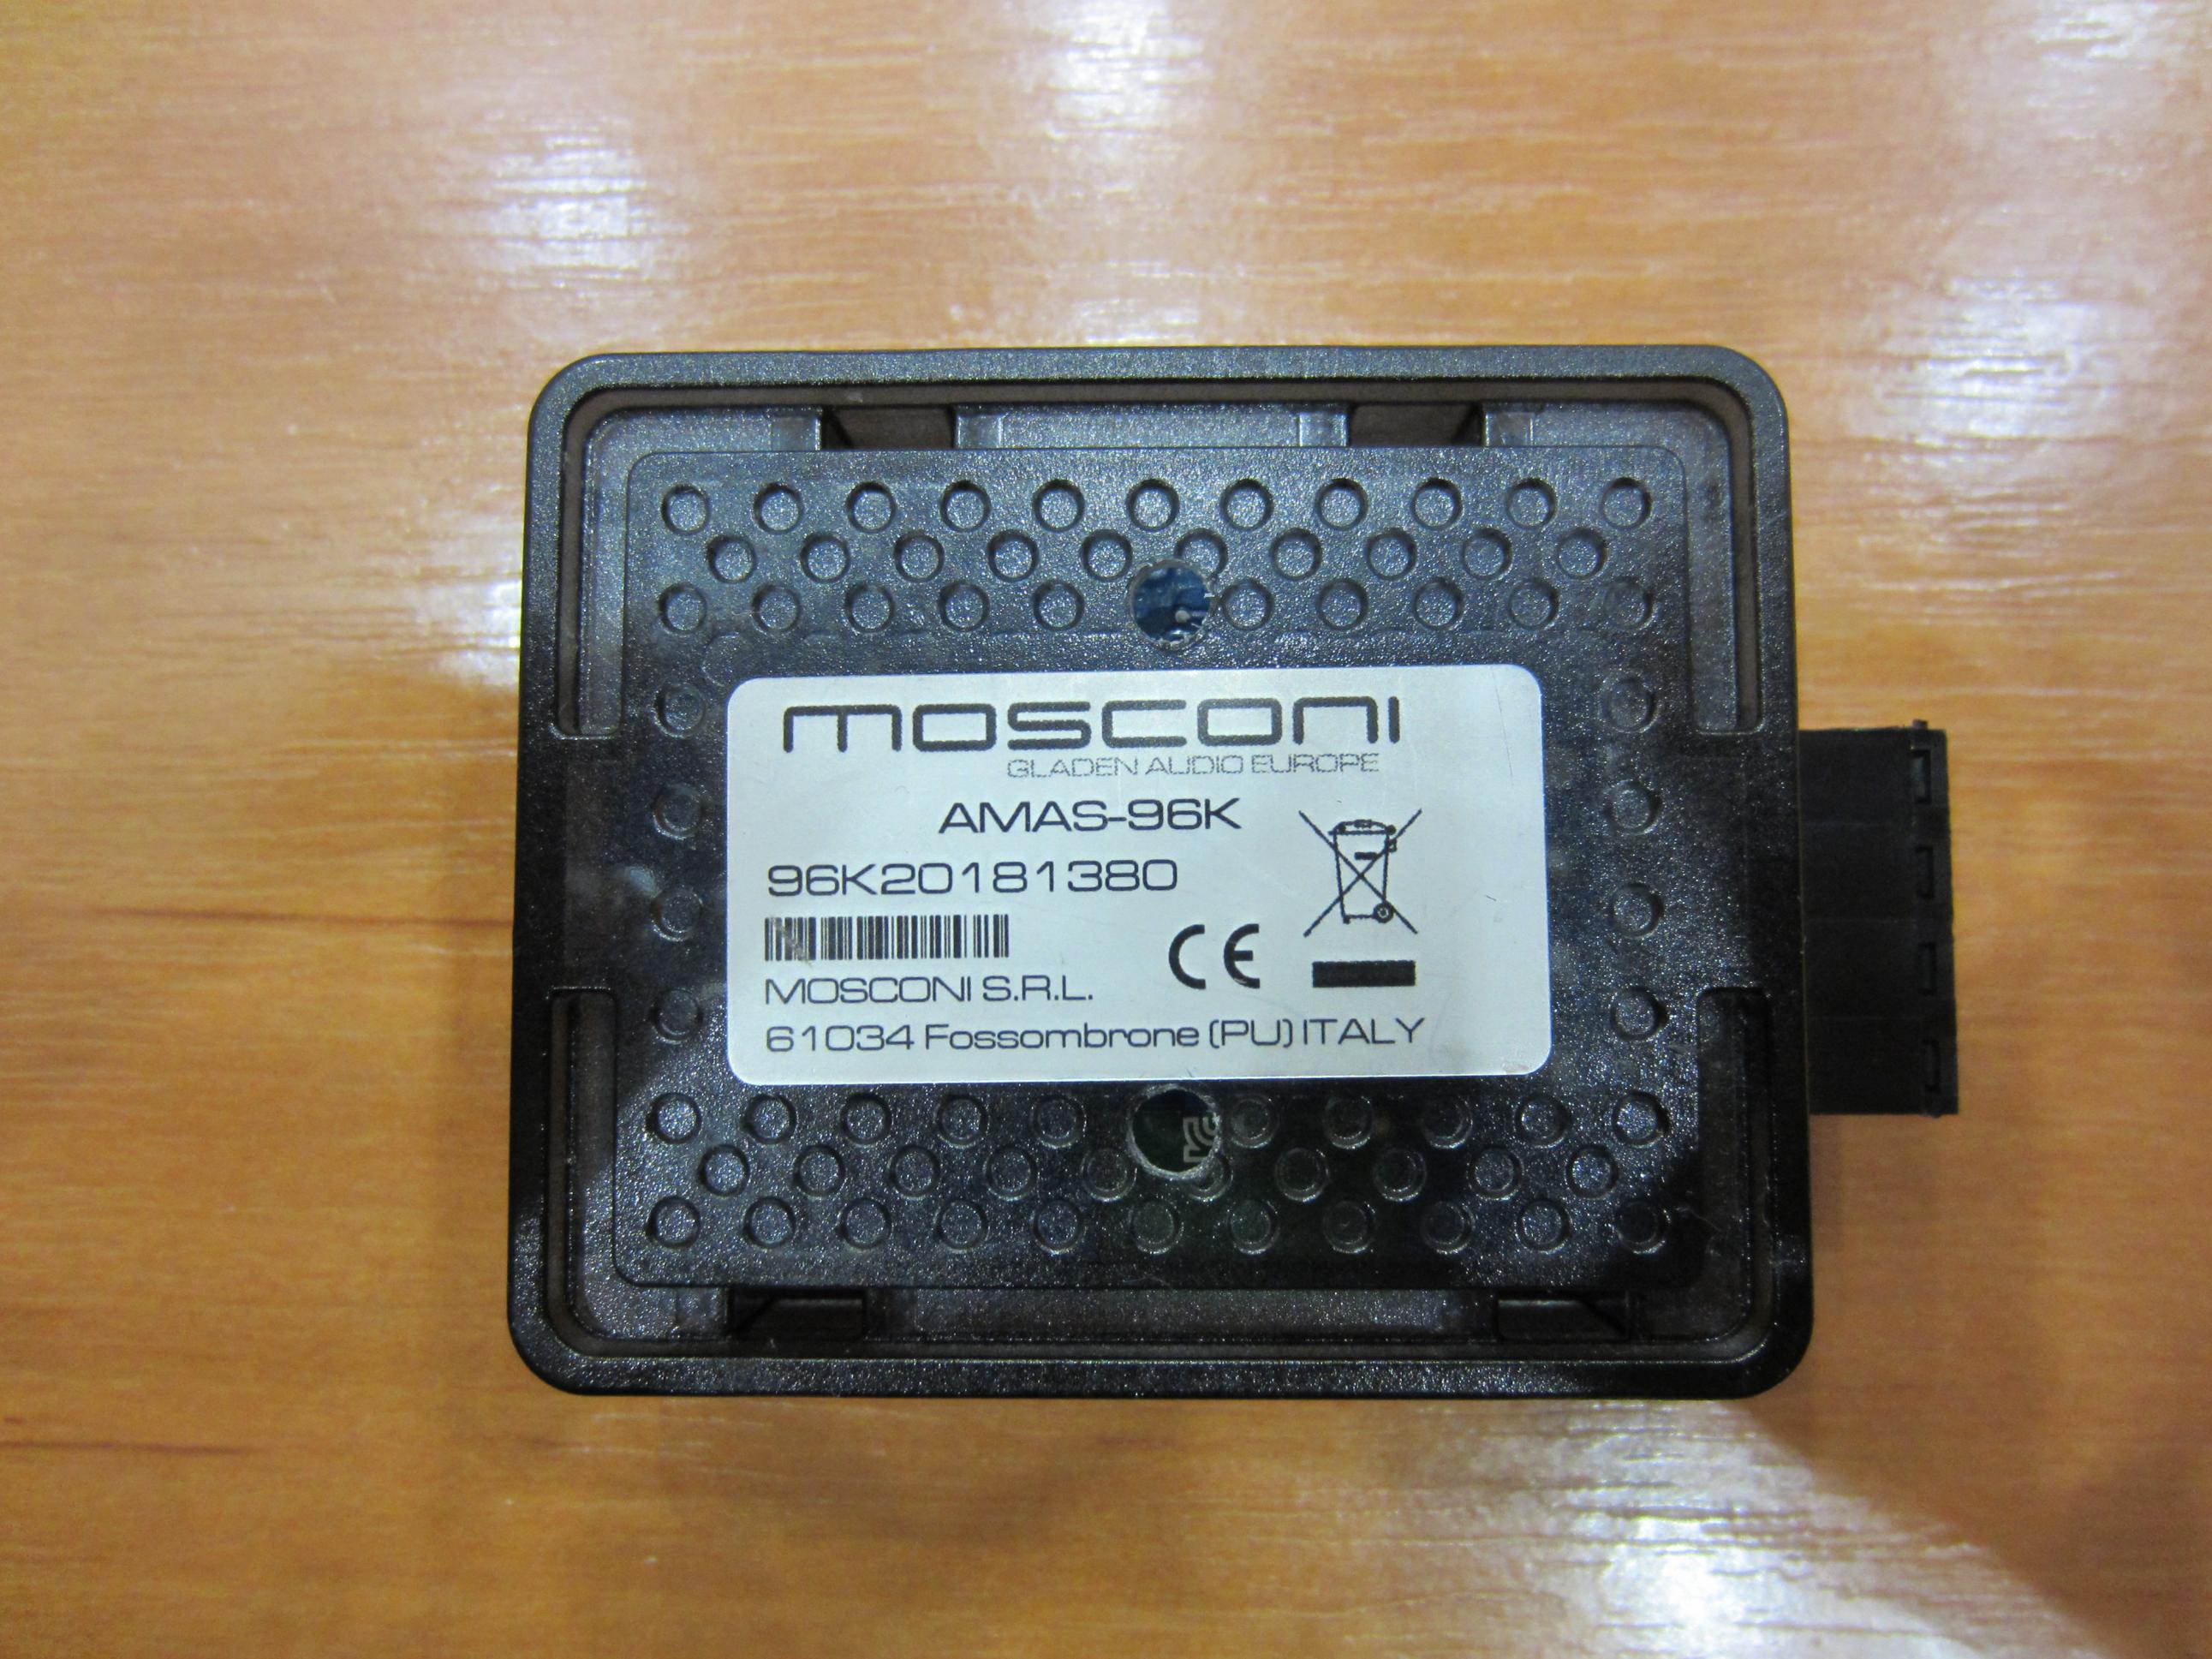 mosconi
GLADEN AUDIO EUROPE
AMAS-96K
96K20181380
CE
MOSCONI S.R.L.
61034 Fossombrone (PU) ITALY